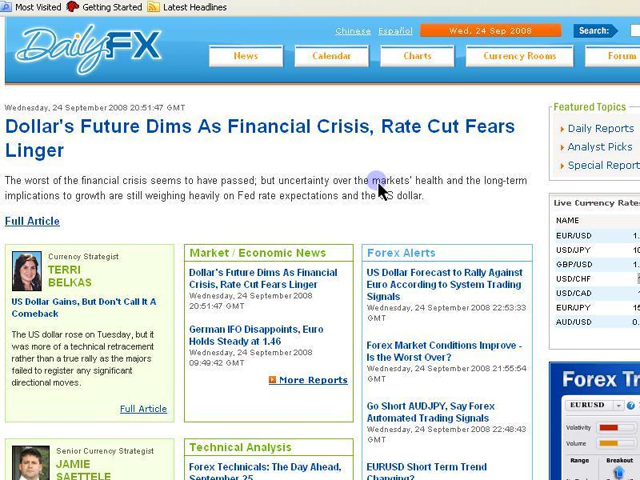 Most Visited Getting Started Latest Headlines
DailyFX
Chinese Español Wed, 24 Sep 2008 Search:
News Calendar Charts Currency Rooms Forum
Wednesday, 24 September 2008 20:51:47 GMT
Dollar's Future Dims As Financial Crisis, Rate Cut Fears
Linger
The worst of the financial crisis seems to have passed; but uncertainty over the markets' health and the long-term
implications to growth are still weighing heavily on Fed rate expectations and the US dollar.
Full Article
Currency Strategist
TERRI
BELKAS
US Dollar Gains, But Don't Call It A
Comeback
The US dollar rose on Tuesday, but it
was more of a technical retracement
rather than a true rally as the majors
failed to register any significant
directional moves.
Full Article
Senior Currency Strategist
JAMIE
SAETTELE
Market / Economic News
Dollar's Future Dims As Financial
Crisis, Rate Cut Fears Linger
Wednesday, 24 September 2008
20:51:47 GMT
German IFO Disappoints, Euro
Holds Steady at 1.46
Wednesday, 24 September 2008
09:49:42 GMT
More Reports
Technical Analysis
Forex Technicals: The Day Ahead,
September 25
Forex Alerts
US Dollar Forecast to Rally Against
Euro According to System Trading
Signals
Wednesday, 24 September 2008 22:53:33
GMT
Forex Market Conditions Improve -
Is the Worst Over?
Wednesday, 24 September 2008 21:55:54
GMT
Go Short AUDJPY, Say Forex
Automated Trading Signals
Wednesday, 24 September 2008 22:48:43
GMT
EURUSD Short Term Trend
Changing?
Featured Topics
Daily Reports
Analyst Picks
Special Report
Live Currency Rates
NAME
EUR/USD 1.
USD/JPY 10
GBP/USD 1.
USD/CHF
USD/CAD 1
EUR/JPY 15
AUD/USD 0.
Forex Tr
EURUSD
Volatility
Volume
Range Breakout